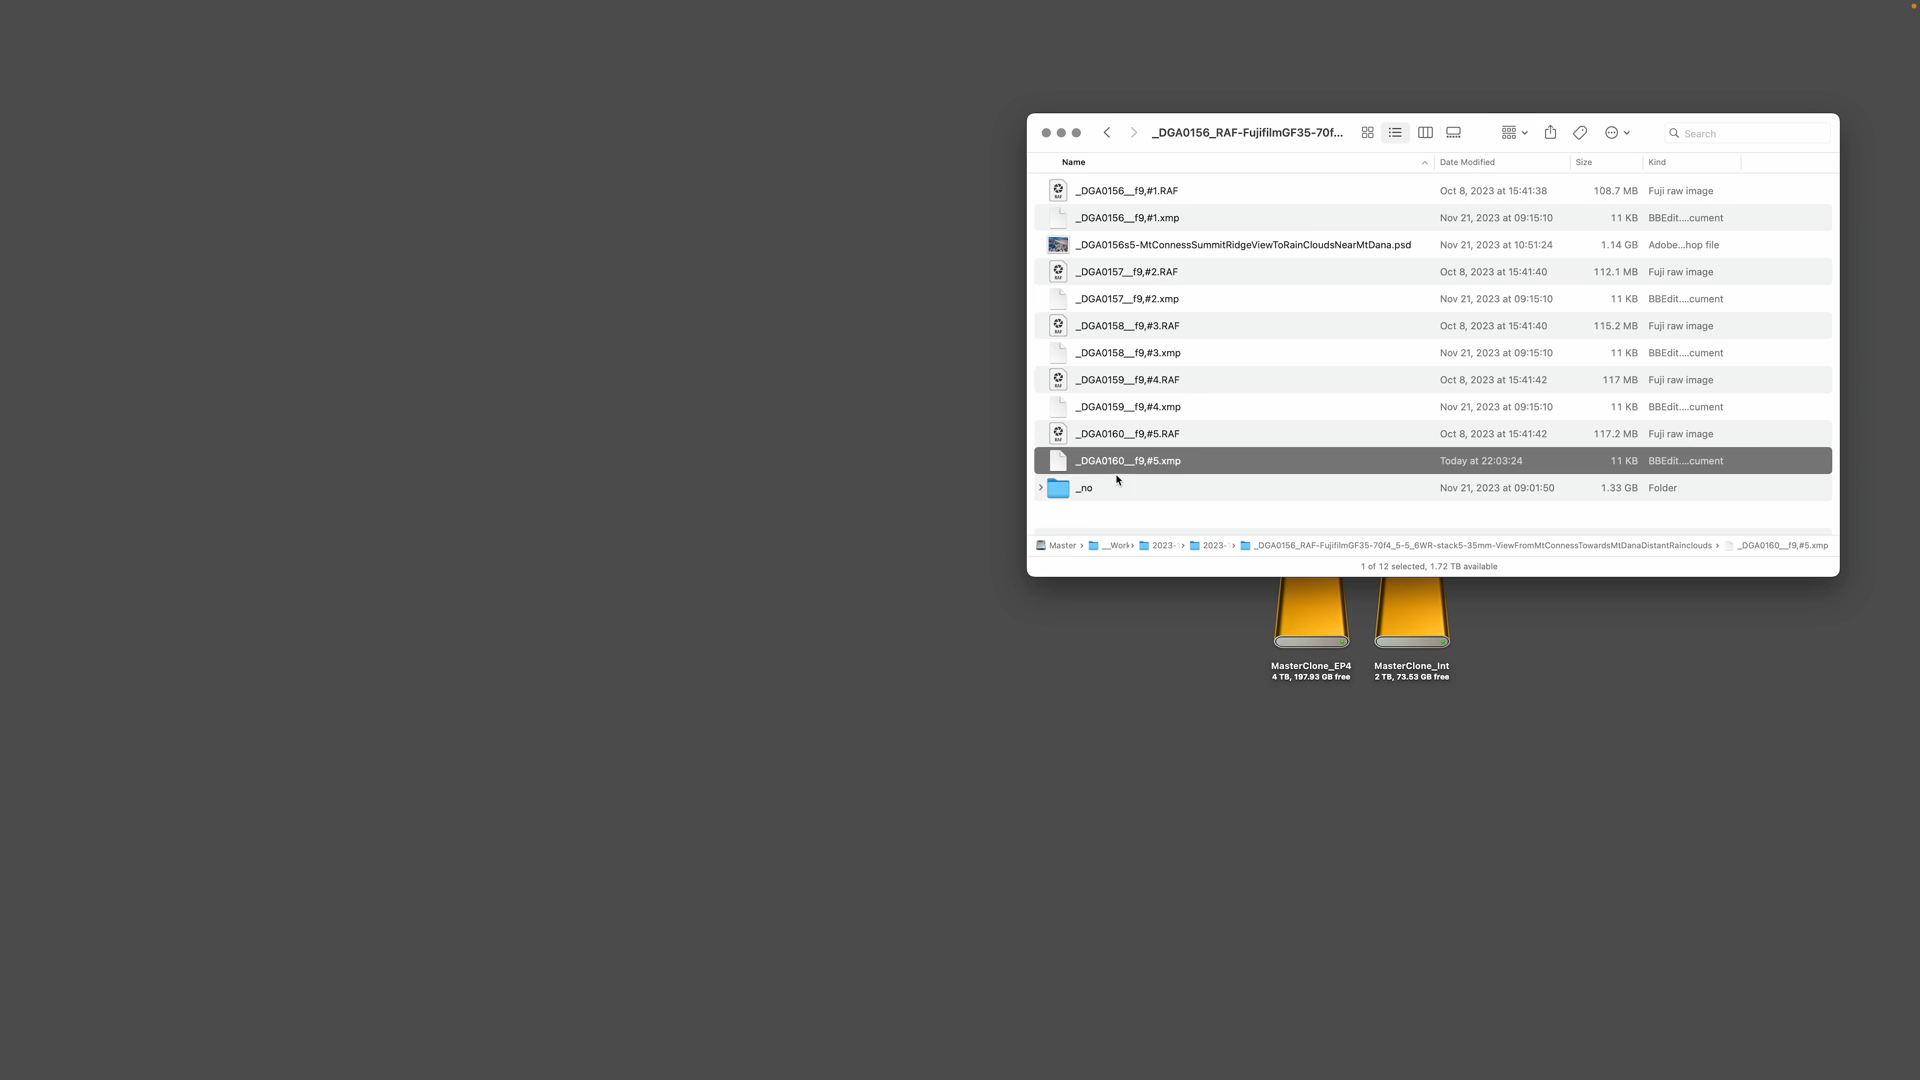 _DGA0156_RAF-FujifilmGF35-70f...
Search
Name Date Modified Size Kind
_DGA0156__f9,#1.RAF Oct 8, 2023 at 15:41:38 108.7 MB Fuji raw image
_DGA0156__f9,#1.xmp Nov 21, 2023 at 09:15:10 11 KB BBEdit....cument
_DGA0156s5-MtConnessSummitRidgeViewToRainCloudsNearMtDana.psd Nov 21, 2023 at 10:51:24 1.14 GB Adobe...hop file
_DGA0157__f9,#2.RAF Oct 8, 2023 at 15:41:40 112.1 MB Fuji raw image
_DGA0157__f9,#2.xmp Nov 21, 2023 at 09:15:10 11 KB BBEdit....cument
_DGA0158__f9,#3.RAF Oct 8, 2023 at 15:41:40 115.2 MB Fuji raw image
_DGA0158__f9,#3.xmp Nov 21, 2023 at 09:15:10 11 KB BBEdit....cument
_DGA0159__f9,#4.RAF Oct 8, 2023 at 15:41:42 117 MB Fuji raw image
_DGA0159__f9,#4.xmp Nov 21, 2023 at 09:15:10 11 KB BBEdit....cument
_DGA0160__f9,#5.RAF Oct 8, 2023 at 15:41:42 117.2 MB Fuji raw image
_DGA0160__f9,#5.xmp Today at 22:03:24 11 KB BBEdit....cument
_no Nov 21, 2023 at 09:01:50 1.33 GB Folder
Master › __Work › 2023- › 2023- › _DGA0156_RAF-FujifilmGF35-70f4_5-5_6WR-stack5-35mm-ViewFromMtConnessTowardsMtDanaDistantRainclouds › _DGA0160__f9,#5.xmp
1 of 12 selected, 1.72 TB available
MasterClone_EP4 MasterClone_Int
4 TB, 197.93 GB free 2 TB, 73.53 GB free